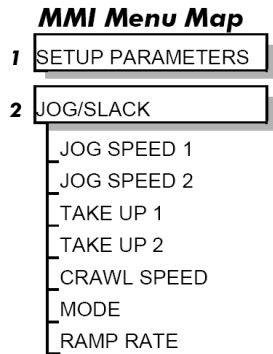 MMI Menu Map
1 SETUP PARAMETERS
2 JOG/SLACK
JOG SPEED 1
JOG SPEED 2
TAKE UP 1
TAKE UP 2
CRAWL SPEED
MODE
RAMP RATE